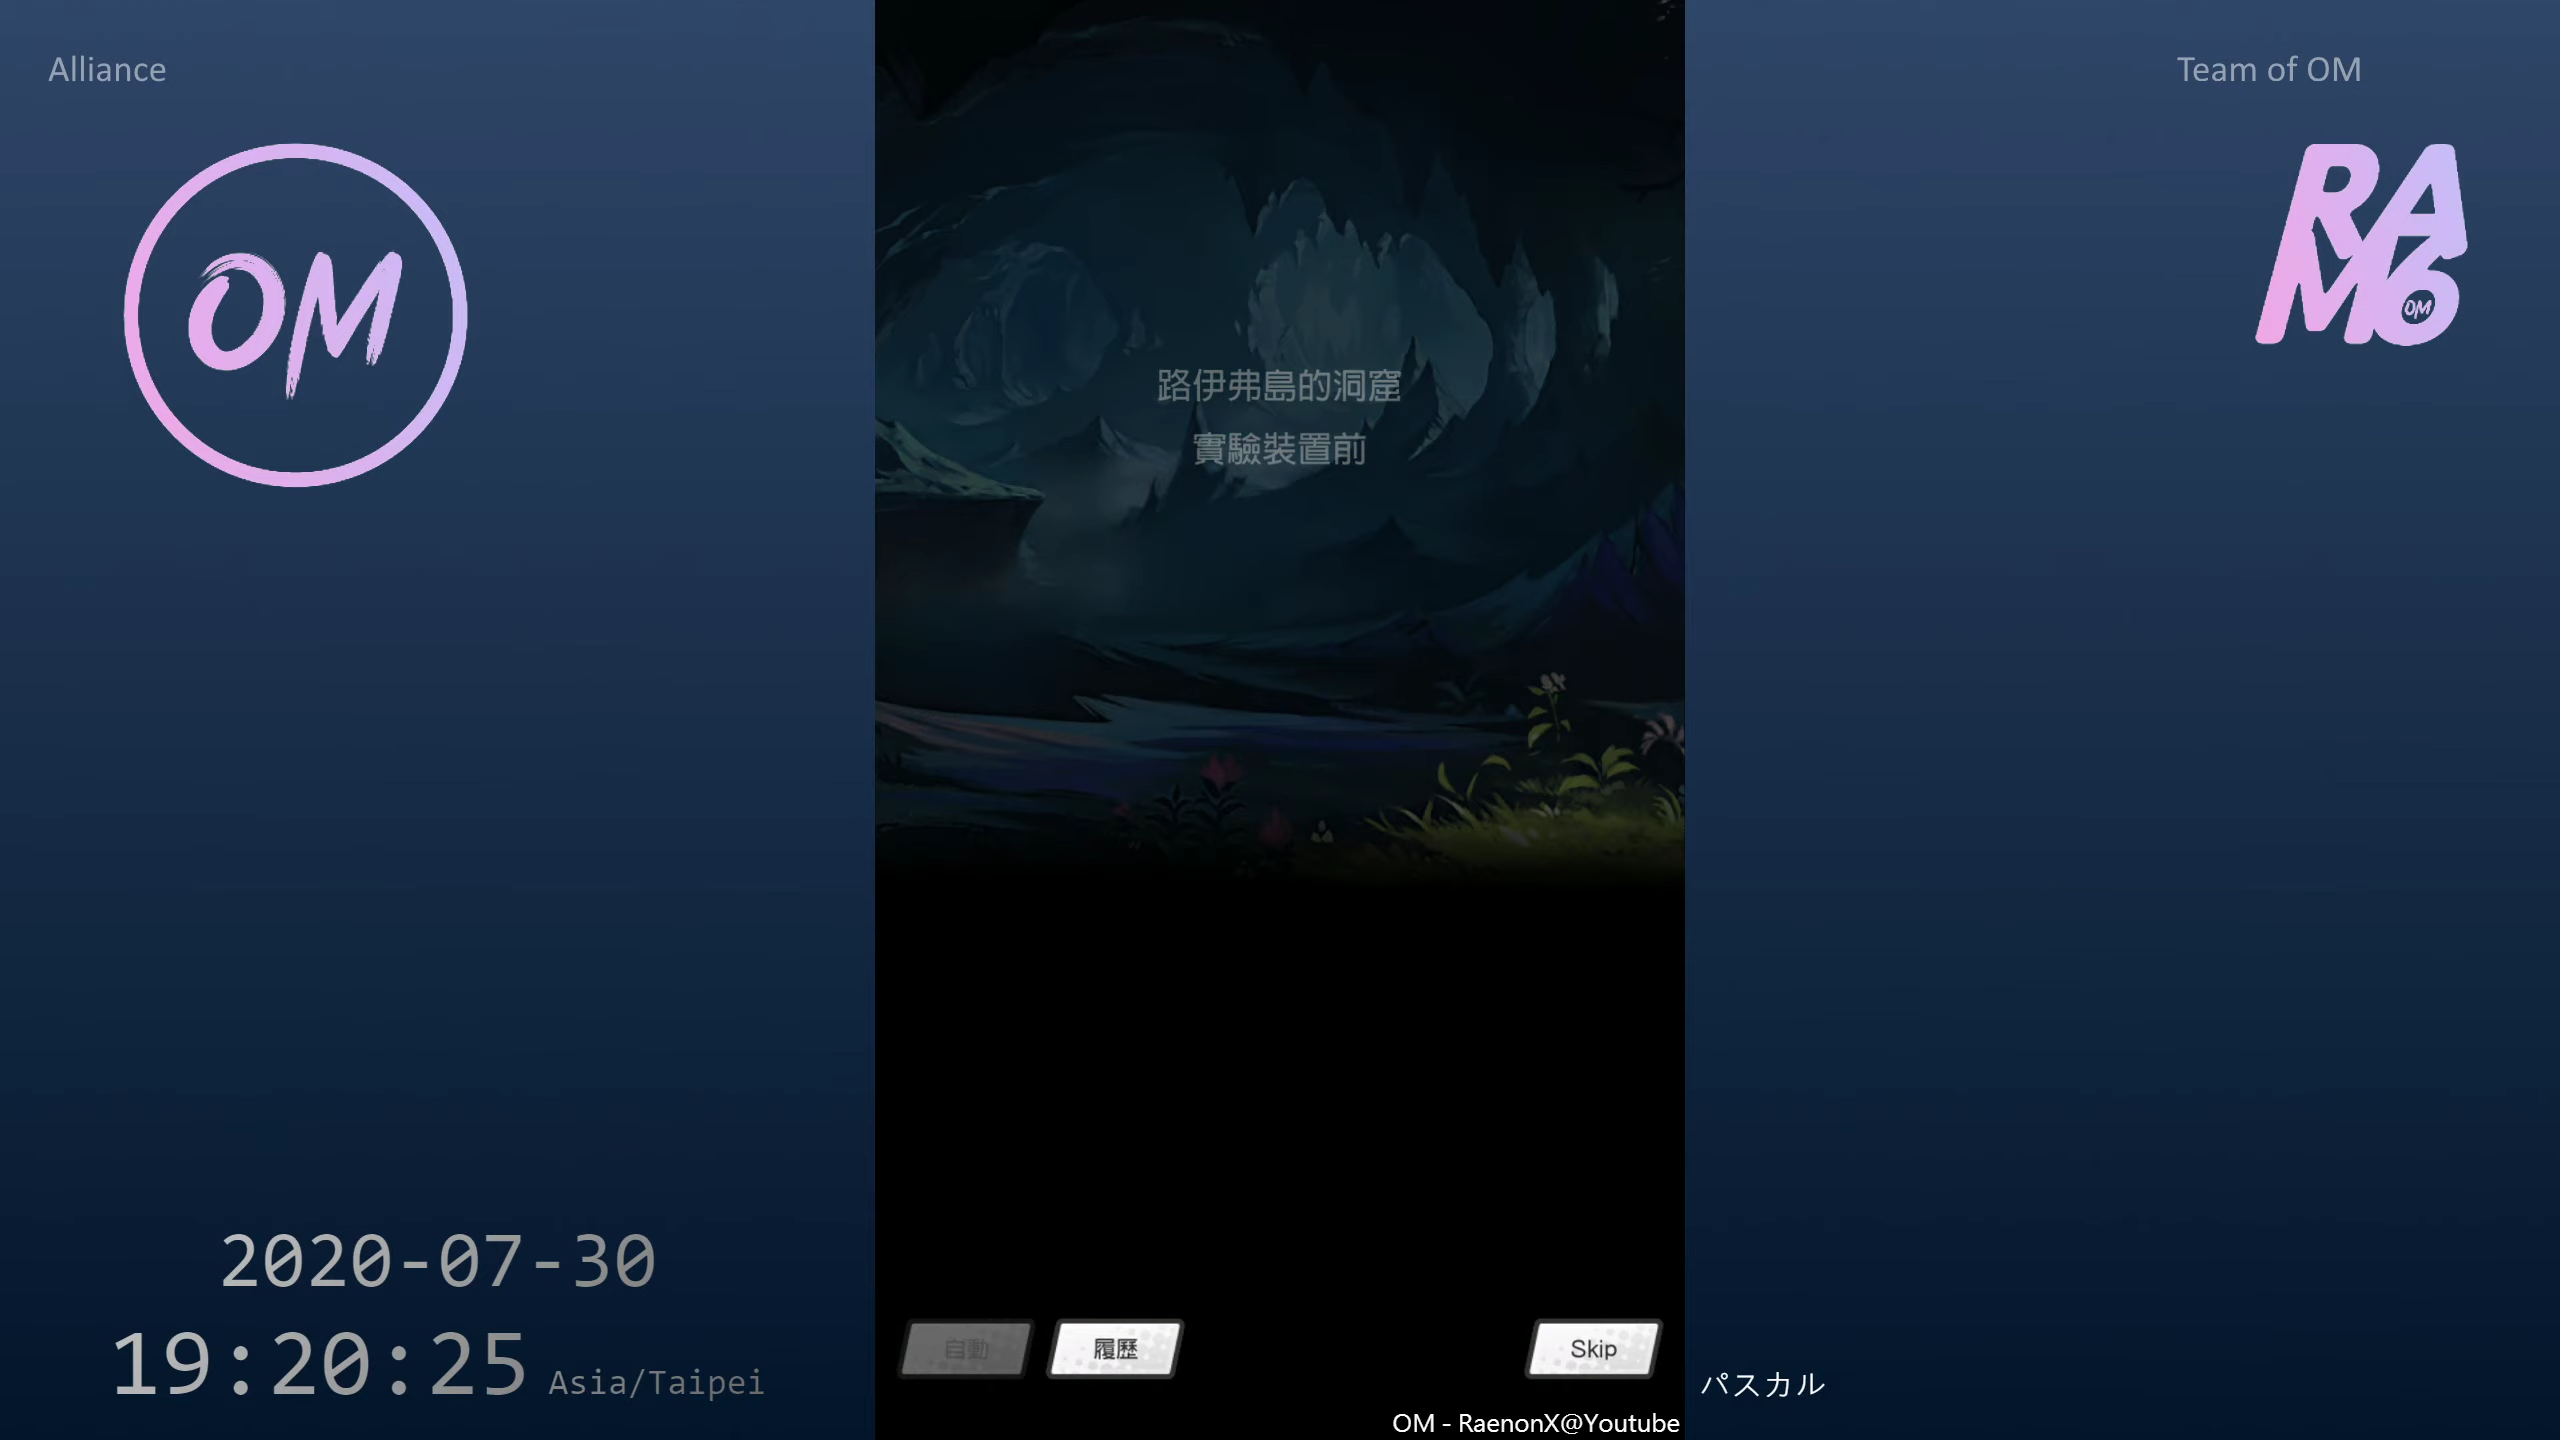 Alliance
Team of OM
OM
RA
M6
OM
路伊弗島的洞窟
實驗裝置前
2020-07-30
19:20:25 Asia/Taipei
自動
履歷
Skip
パスカル
OM - RaenonX@Youtube